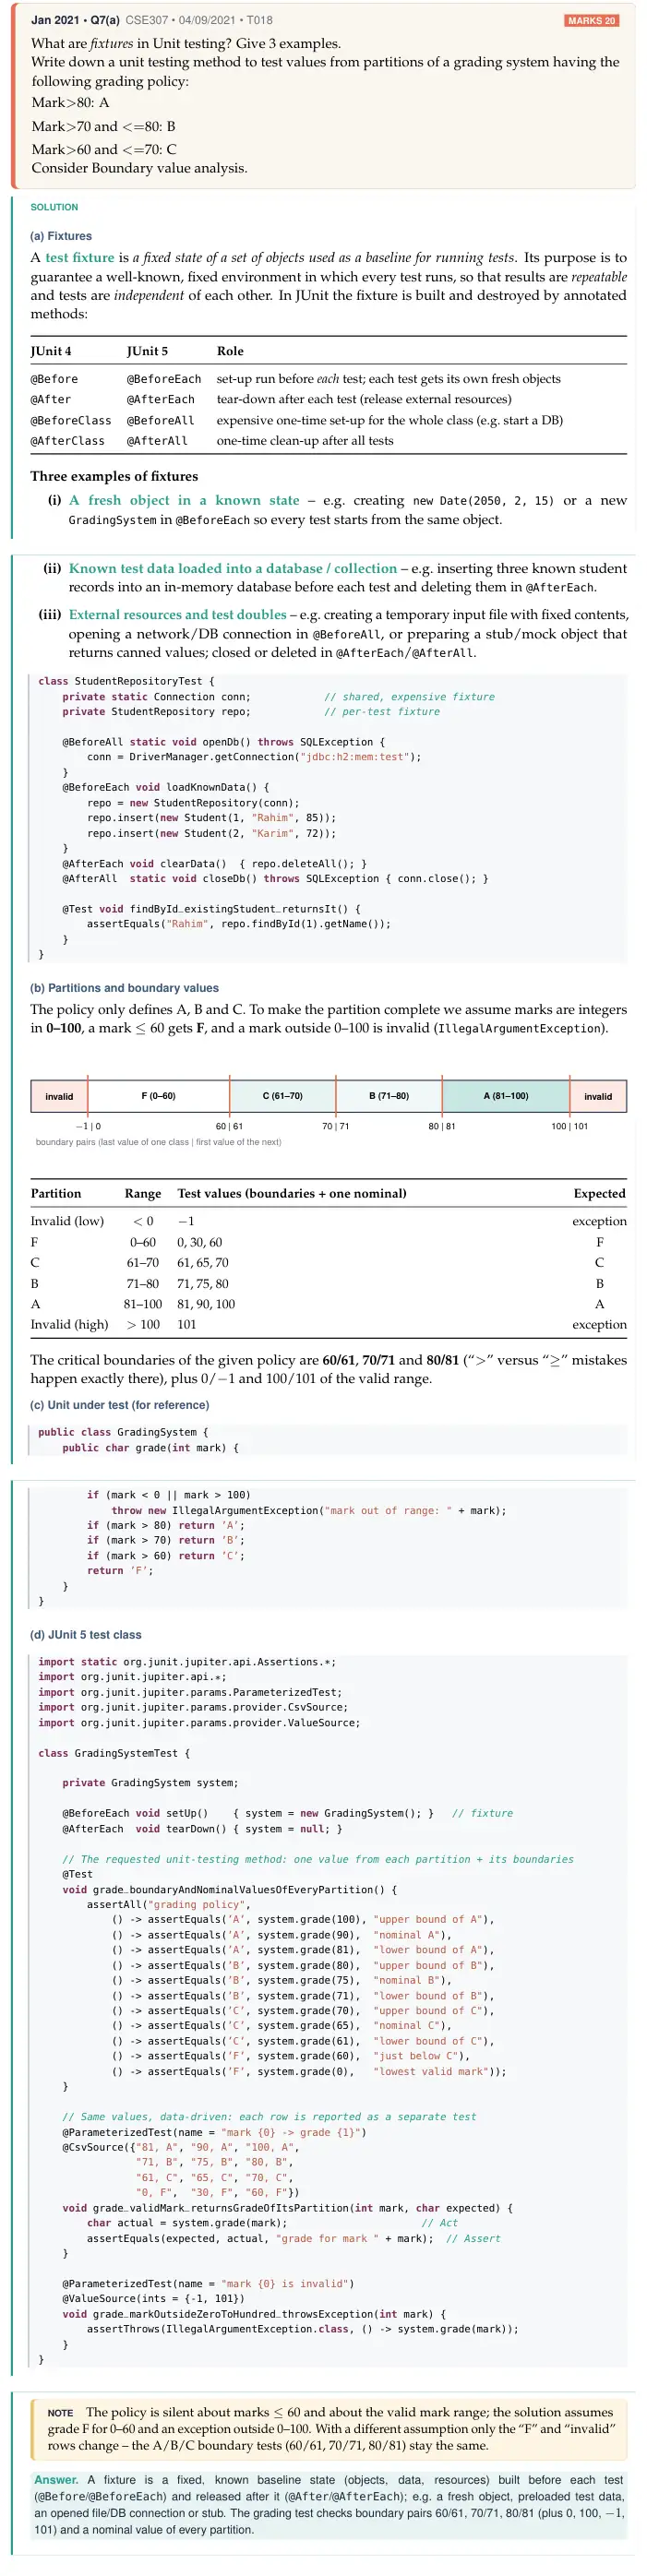 Jan 2021 • Q7(a) CSE307 • 04/09/2021 • T018 MARKS 20
What are fixtures in Unit testing? Give 3 examples.
Write down a unit testing method to test values from partitions of a grading system having the
following grading policy:
Mark>80: A
Mark>70 and <=80: B
Mark>60 and <=70: C
Consider Boundary value analysis.
SOLUTION
(a) Fixtures
A test fixture is a fixed state of a set of objects used as a baseline for running tests. Its purpose is to
guarantee a well-known, fixed environment in which every test runs, so that results are repeatable
and tests are independent of each other. In JUnit the fixture is built and destroyed by annotated
methods:
JUnit 4 JUnit 5 Role
@Before @BeforeEach set-up run before each test; each test gets its own fresh objects
@After @AfterEach tear-down after each test (release external resources)
@BeforeClass @BeforeAll expensive one-time set-up for the whole class (e.g. start a DB)
@AfterClass @AfterAll one-time clean-up after all tests
Three examples of fixtures
(i) A fresh object in a known state – e.g. creating new Date(2050, 2, 15) or a new
GradingSystem in @BeforeEach so every test starts from the same object.
(ii) Known test data loaded into a database / collection – e.g. inserting three known student
records into an in-memory database before each test and deleting them in @AfterEach.
(iii) External resources and test doubles – e.g. creating a temporary input file with fixed contents,
opening a network/DB connection in @BeforeAll, or preparing a stub/mock object that
returns canned values; closed or deleted in @AfterEach/@AfterAll.
class StudentRepositoryTest {
private static Connection conn; // shared, expensive fixture
private StudentRepository repo; // per-test fixture
@BeforeAll static void openDb() throws SQLException {
conn = DriverManager.getConnection("jdbc:h2:mem:test");
}
@BeforeEach void loadKnownData() {
repo = new StudentRepository(conn);
repo.insert(new Student(1, "Rahim", 85));
repo.insert(new Student(2, "Karim", 72));
}
@AfterEach void clearData() { repo.deleteAll(); }
@AfterAll static void closeDb() throws SQLException { conn.close(); }
@Test void findById_existingStudent_returnsIt() {
assertEquals("Rahim", repo.findById(1).getName());
}
}
(b) Partitions and boundary values
The policy only defines A, B and C. To make the partition complete we assume marks are integers
in 0–100, a mark ≤ 60 gets F, and a mark outside 0–100 is invalid (IllegalArgumentException).
invalid F (0–60) C (61–70) B (71–80) A (81–100) invalid
−1 | 0 60 | 61 70 | 71 80 | 81 100 | 101
boundary pairs (last value of one class | first value of the next)
Partition Range Test values (boundaries + one nominal) Expected
Invalid (low) < 0 −1 exception
F 0–60 0, 30, 60 F
C 61–70 61, 65, 70 C
B 71–80 71, 75, 80 B
A 81–100 81, 90, 100 A
Invalid (high) > 100 101 exception
The critical boundaries of the given policy are 60/61, 70/71 and 80/81 (“>” versus “≥” mistakes
happen exactly there), plus 0/−1 and 100/101 of the valid range.
(c) Unit under test (for reference)
public class GradingSystem {
public char grade(int mark) {
if (mark < 0 || mark > 100)
throw new IllegalArgumentException("mark out of range: " + mark);
if (mark > 80) return ’A’;
if (mark > 70) return ’B’;
if (mark > 60) return ’C’;
return ’F’;
}
}
(d) JUnit 5 test class
import static org.junit.jupiter.api.Assertions.*;
import org.junit.jupiter.api.*;
import org.junit.jupiter.params.ParameterizedTest;
import org.junit.jupiter.params.provider.CsvSource;
import org.junit.jupiter.params.provider.ValueSource;
class GradingSystemTest {
private GradingSystem system;
@BeforeEach void setUp() { system = new GradingSystem(); } // fixture
@AfterEach void tearDown() { system = null; }
// The requested unit-testing method: one value from each partition + its boundaries
@Test
void grade_boundaryAndNominalValuesOfEveryPartition() {
assertAll("grading policy",
() -> assertEquals(’A’, system.grade(100), "upper bound of A"),
() -> assertEquals(’A’, system.grade(90), "nominal A"),
() -> assertEquals(’A’, system.grade(81), "lower bound of A"),
() -> assertEquals(’B’, system.grade(80), "upper bound of B"),
() -> assertEquals(’B’, system.grade(75), "nominal B"),
() -> assertEquals(’B’, system.grade(71), "lower bound of B"),
() -> assertEquals(’C’, system.grade(70), "upper bound of C"),
() -> assertEquals(’C’, system.grade(65), "nominal C"),
() -> assertEquals(’C’, system.grade(61), "lower bound of C"),
() -> assertEquals(’F’, system.grade(60), "just below C"),
() -> assertEquals(’F’, system.grade(0), "lowest valid mark"));
}
// Same values, data-driven: each row is reported as a separate test
@ParameterizedTest(name = "mark {0} -> grade {1}")
@CsvSource({"81, A", "90, A", "100, A",
"71, B", "75, B", "80, B",
"61, C", "65, C", "70, C",
"0, F", "30, F", "60, F"})
void grade_validMark_returnsGradeOfItsPartition(int mark, char expected) {
char actual = system.grade(mark); // Act
assertEquals(expected, actual, "grade for mark " + mark); // Assert
}
@ParameterizedTest(name = "mark {0} is invalid")
@ValueSource(ints = {-1, 101})
void grade_markOutsideZeroToHundred_throwsException(int mark) {
assertThrows(IllegalArgumentException.class, () -> system.grade(mark));
}
}
NOTE The policy is silent about marks ≤ 60 and about the valid mark range; the solution assumes
grade F for 0–60 and an exception outside 0–100. With a different assumption only the “F” and “invalid”
rows change – the A/B/C boundary tests (60/61, 70/71, 80/81) stay the same.
Answer. A fixture is a fixed, known baseline state (objects, data, resources) built before each test
(@Before/@BeforeEach) and released after it (@After/@AfterEach); e.g. a fresh object, preloaded test data,
an opened file/DB connection or stub. The grading test checks boundary pairs 60/61, 70/71, 80/81 (plus 0, 100, −1,
101) and a nominal value of every partition.